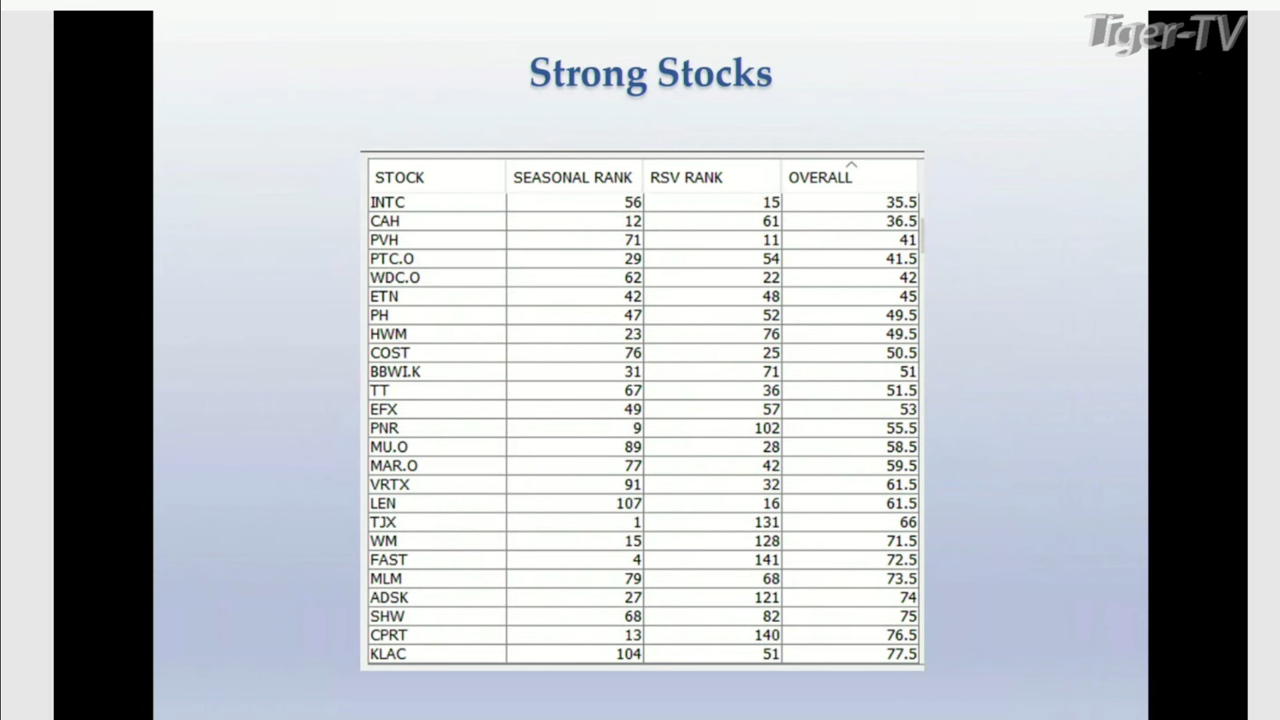 Tiger-TV
Strong Stocks
STOCK SEASONAL RANK RSV RANK OVERALL
INTC 56 15 35.5
CAH 12 61 36.5
PVH 71 11 41
PTC.O 29 54 41.5
WDC.O 62 22 42
ETN 42 48 45
PH 47 52 49.5
HWM 23 76 49.5
COST 76 25 50.5
BBWI.K 31 71 51
TT 67 36 51.5
EFX 49 57 53
PNR 9 102 55.5
MU.O 89 28 58.5
MAR.O 77 42 59.5
VRTX 91 32 61.5
LEN 107 16 61.5
TJX 1 131 66
WM 15 128 71.5
FAST 4 141 72.5
MLM 79 68 73.5
ADSK 27 121 74
SHW 68 82 75
CPRT 13 140 76.5
KLAC 104 51 77.5